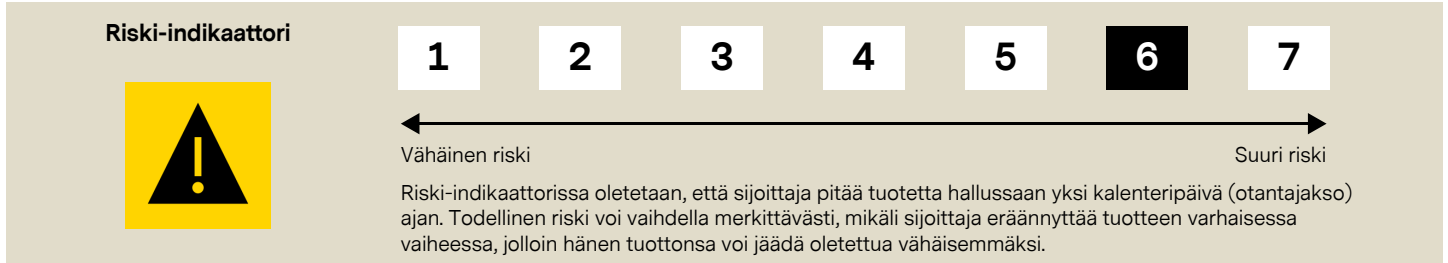 Riski-indikaattori
1 2 3 4 5 6 7
Vähäinen riski Suuri riski
Riski-indikaattorissa oletetaan, että sijoittaja pitää tuotetta hallussaan yksi kalenteripäivä (otantajakso)
ajan. Todellinen riski voi vaihdella merkittävästi, mikäli sijoittaja eräännyttää tuotteen varhaisessa
vaiheessa, jolloin hänen tuottonsa voi jäädä oletettua vähäisemmäksi.